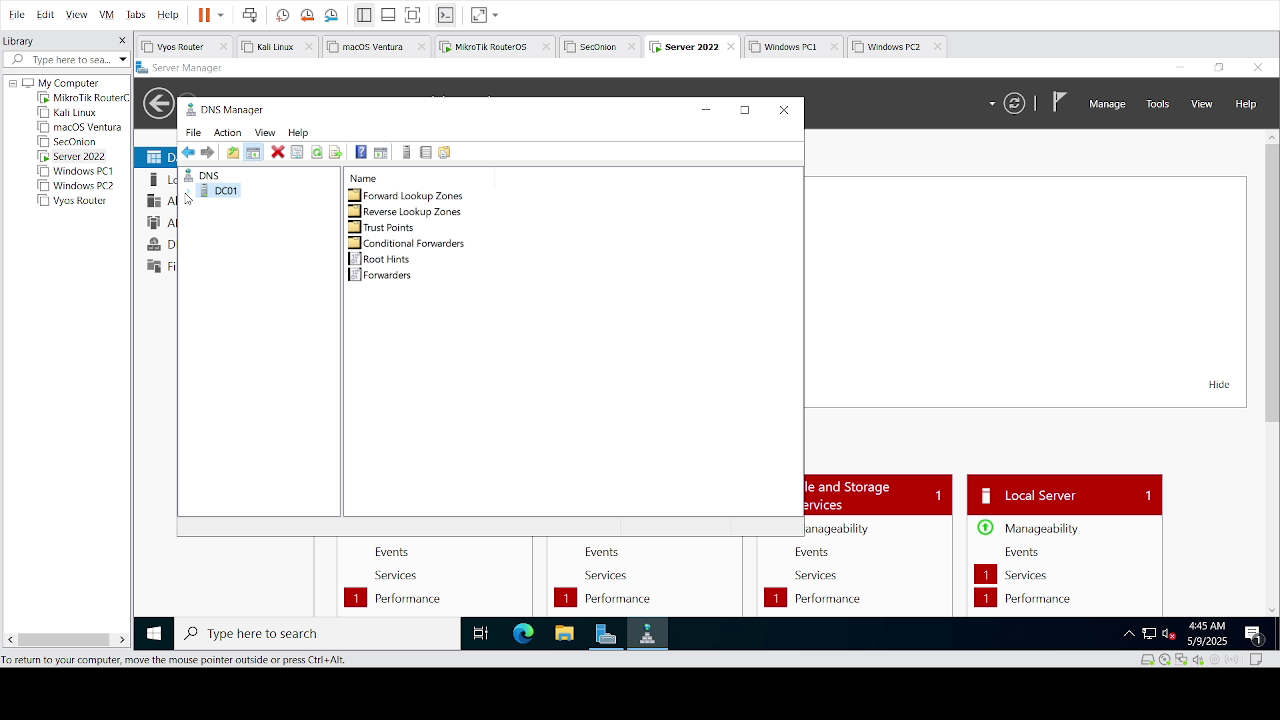 File Edit View VM Tabs Help
Library
Type here to sea...
My Computer
MikroTik RouterC
Kali Linux
macOS Ventura
SecOnion
Server 2022
Windows PC1
Windows PC2
Vyos Router
Vyos Router Kali Linux macOS Ventura MikroTik RouterOS SecOnion Server 2022 Windows PC1 Windows PC2
Server Manager
Manage Tools View Help
DNS Manager
File Action View Help
DNS
DC01
Name
Forward Lookup Zones
Reverse Lookup Zones
Trust Points
Conditional Forwarders
Root Hints
Forwarders
Hide
le and Storage 1
ervices
Local Server 1
anageability
Manageability
Events Events Events Events
Services Services Services 1 Services
1 Performance 1 Performance 1 Performance 1 Performance
Type here to search
4:45 AM
5/9/2025
1
To return to your computer, move the mouse pointer outside or press Ctrl+Alt.